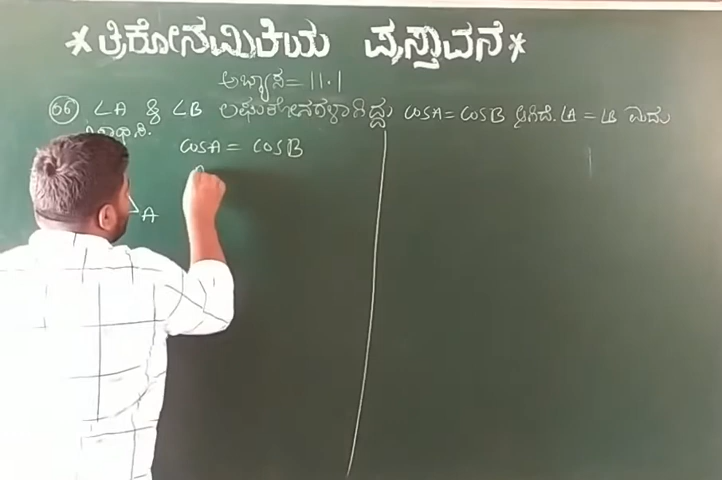 * ತ್ರಿಕೋನಮಿತಿಯ ಪ್ರಸ್ತಾವನೆ *
ಅಭ್ಯಾಸ = 11.1
06 ∠A & ∠B ಲಘುಕೋನಗಳಾಗಿದ್ದು cosA = cosB ಆಗಿದೆ. ∠A = ∠B ಎಂದು
cosA = cosB
A